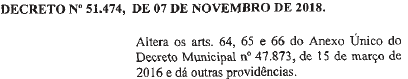 DECRETO Nº 51.474, DE 07 DE NOVEMBRO DE 2018.
Altera os arts. 64, 65 e 66 do Anexo Único do
Decreto Municipal nº 47.873, de 15 de março de
2016 e dá outras providências.